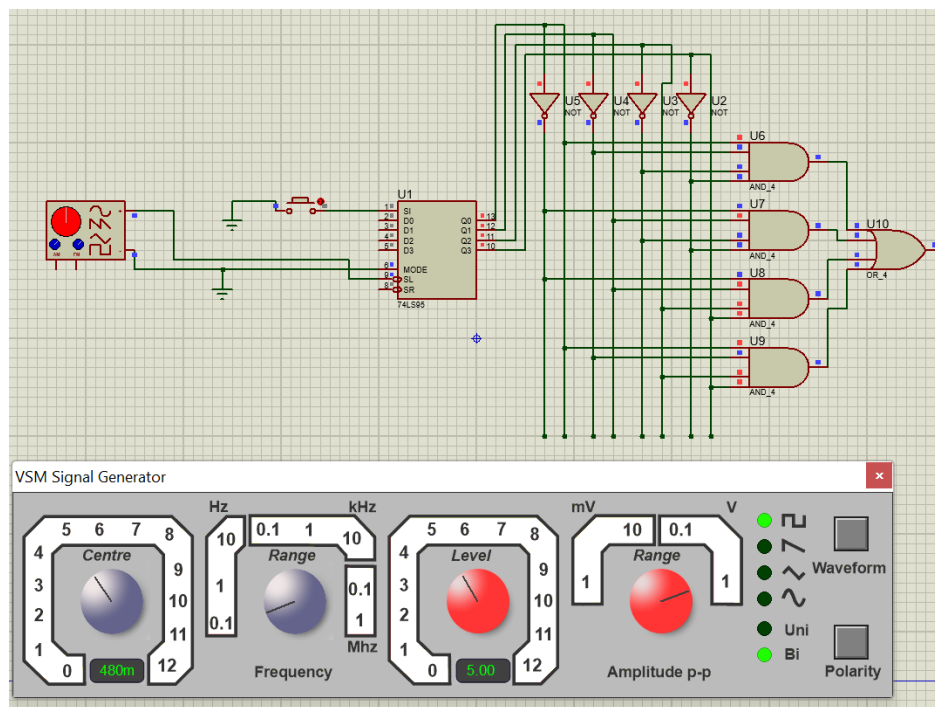 U5
NOT
U4
NOT
U3
NOT
U2
NOT
U6
AND_4
U7
AND_4
U8
AND_4
U9
AND_4
U10
OR_4
AM
FM
+
-
U1
1 SI
2 D0
3 D1
4 D2
5 D3
6 MODE
9 SL
8 SR
Q0 13
Q1 12
Q2 11
Q3 10
74LS95
VSM Signal Generator
0 1 2 3 4 5 6 7 8 9 10 11 12
Centre
480m
Hz kHz
0.1 1 10 0.1 1 10 0.1 1
Range
Mhz
Frequency
0 1 2 3 4 5 6 7 8 9 10 11 12
Level
5.00
mV V
1 10 0.1 1
Range
Amplitude p-p
Waveform
Uni
Bi
Polarity